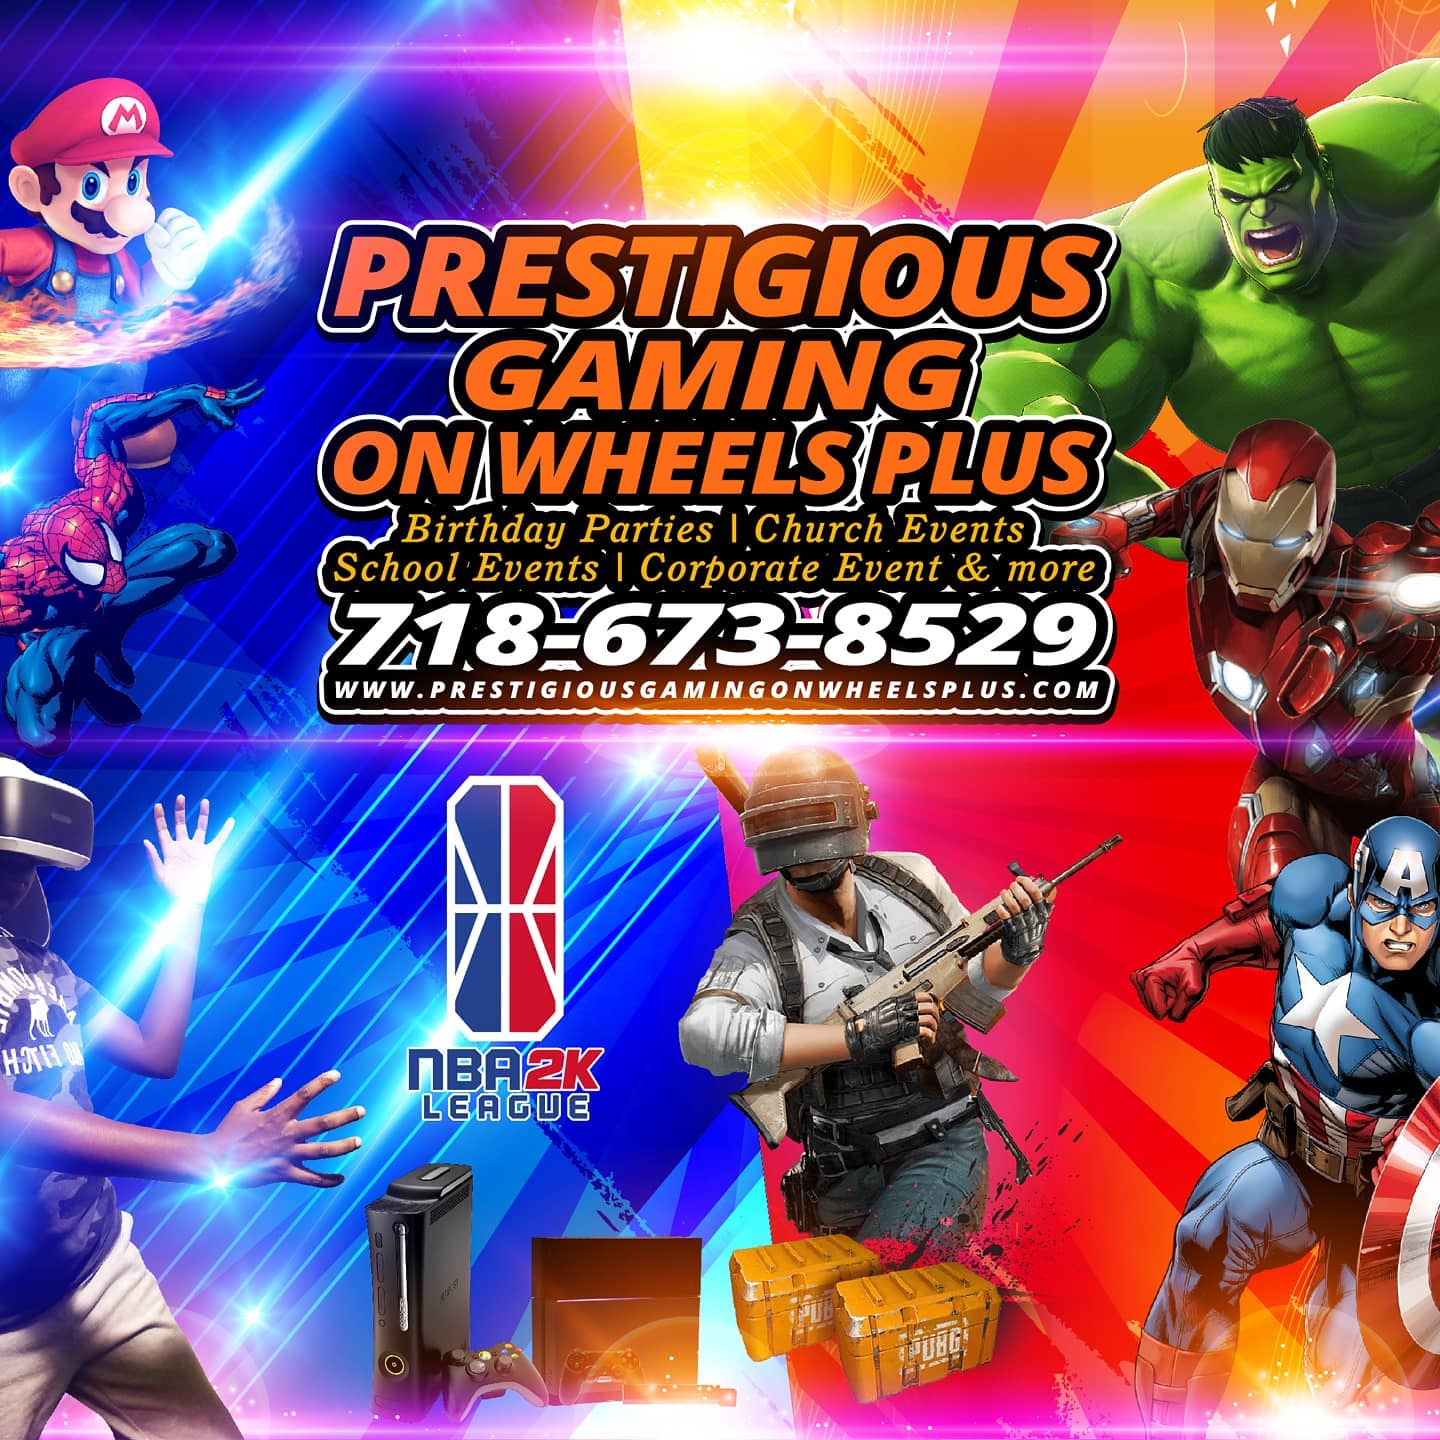 M
PRESTIGIOUS
GAMING
ON WHEELS PLUS
Birthday Parties | Church Events
School Events | Corporate Event & more
718-673-8529
WWW.PRESTIGIOUSGAMINGONWHEELSPLUS.COM
A
NBA2K
LEAGUE
PUBG